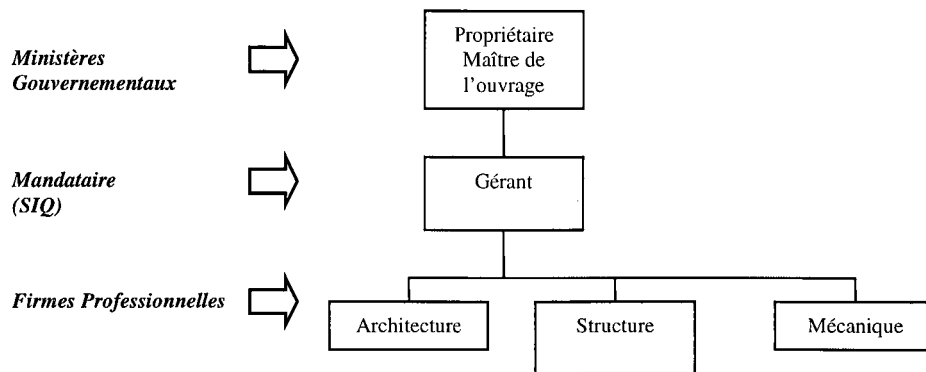 Ministères
Gouvernementaux
Propriétaire
Maître de
l'ouvrage
Mandataire
(SIQ)
Gérant
Firmes Professionnelles
Architecture
Structure
Mécanique